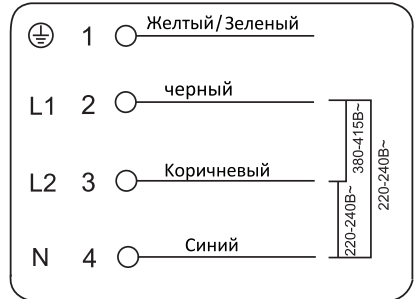 1 Желтый/Зеленый
L1 2 черный
L2 3 Коричневый
N 4 Синий
380-415В~
220-240В~
220-240В~